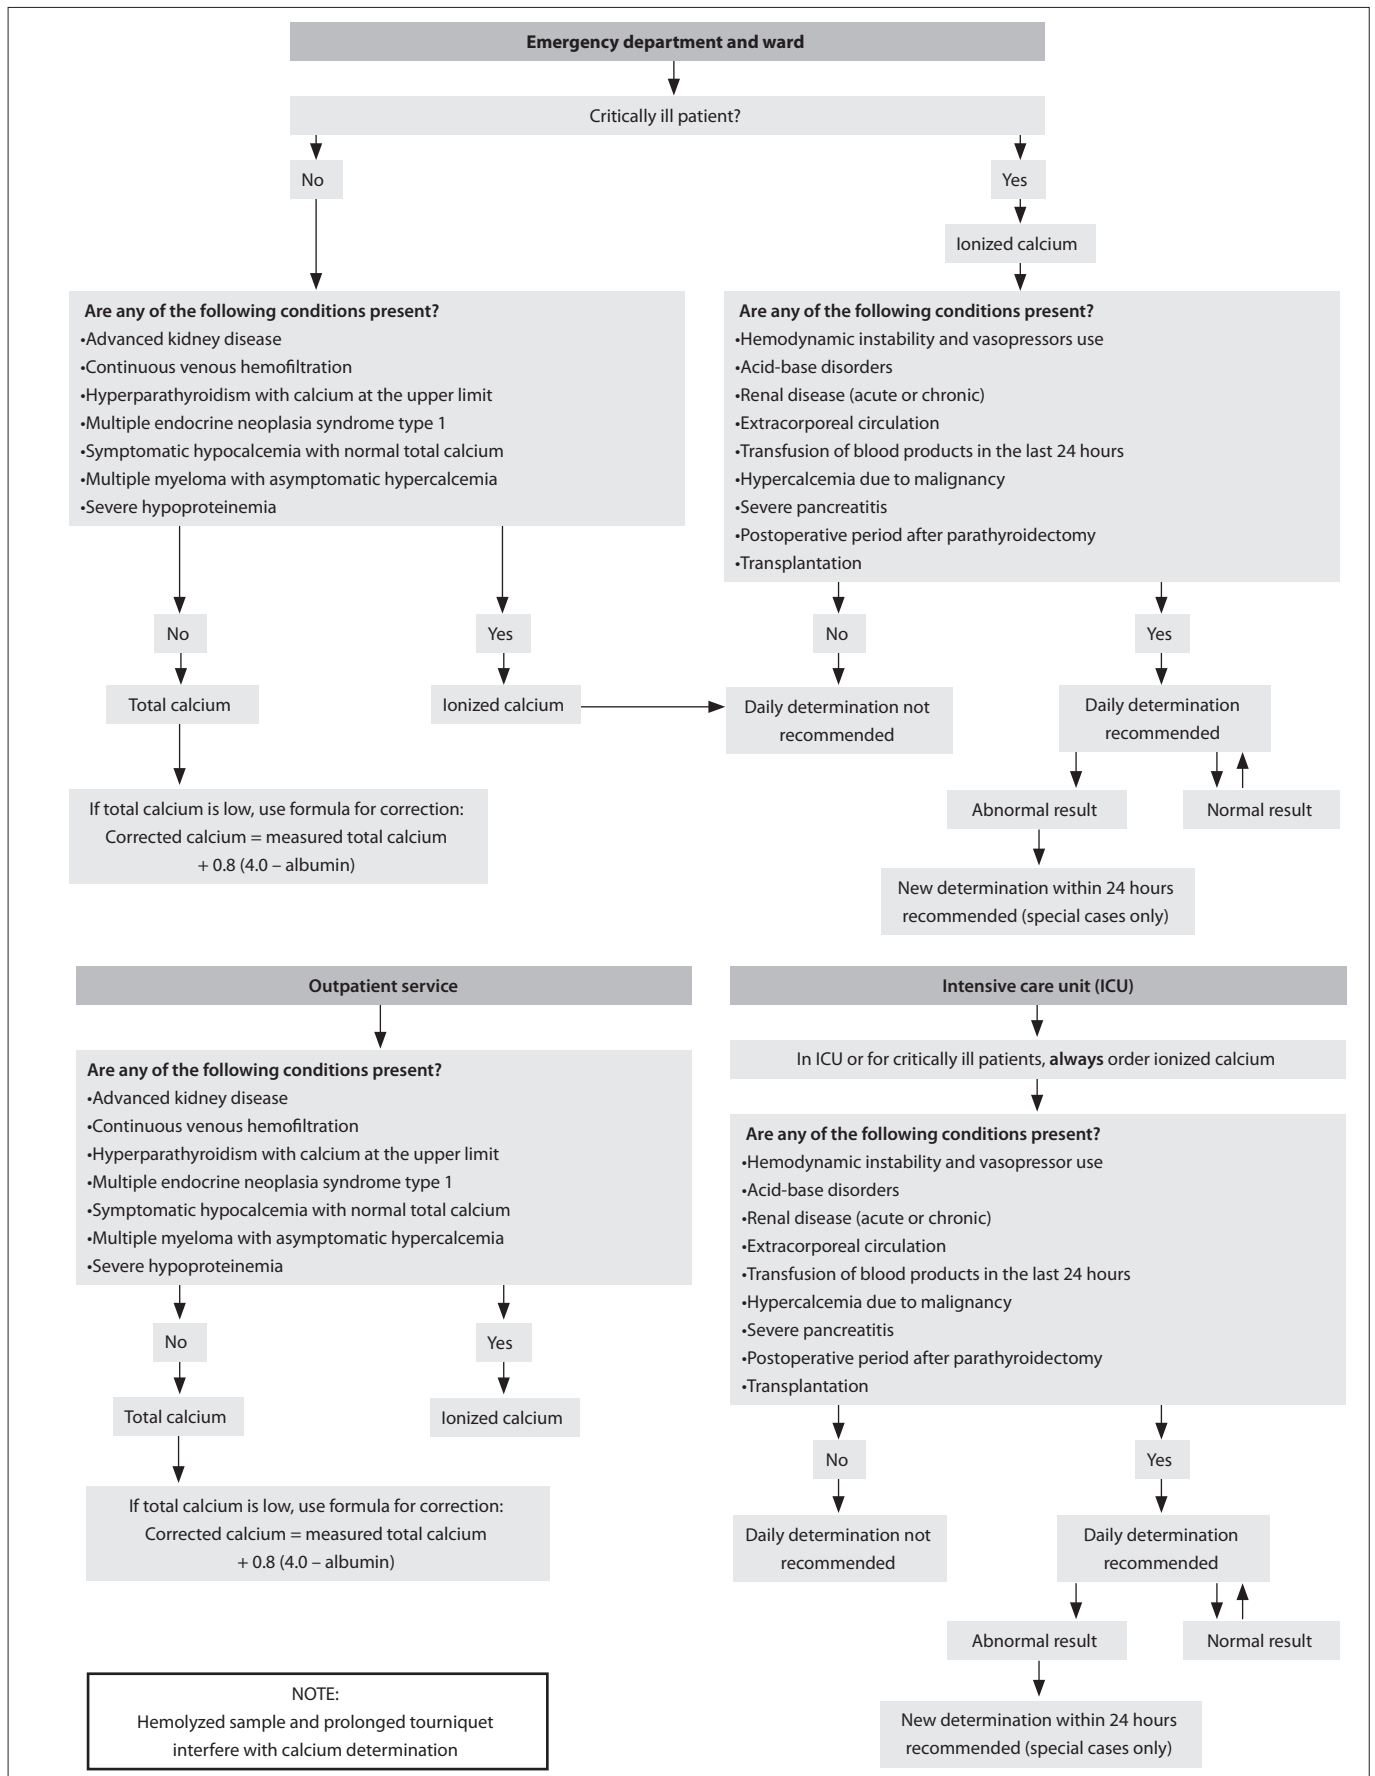 Emergency department and ward
Critically ill patient?
No
Yes
Ionized calcium
Are any of the following conditions present?
•Advanced kidney disease
•Continuous venous hemofiltration
•Hyperparathyroidism with calcium at the upper limit
•Multiple endocrine neoplasia syndrome type 1
•Symptomatic hypocalcemia with normal total calcium
•Multiple myeloma with asymptomatic hypercalcemia
•Severe hypoproteinemia
Are any of the following conditions present?
•Hemodynamic instability and vasopressors use
•Acid-base disorders
•Renal disease (acute or chronic)
•Extracorporeal circulation
•Transfusion of blood products in the last 24 hours
•Hypercalcemia due to malignancy
•Severe pancreatitis
•Postoperative period after parathyroidectomy
•Transplantation
No
Yes
No
Yes
Total calcium
Ionized calcium
Daily determination not
recommended
Daily determination
recommended
If total calcium is low, use formula for correction:
Corrected calcium = measured total calcium
+ 0.8 (4.0 – albumin)
Abnormal result
Normal result
New determination within 24 hours
recommended (special cases only)
Outpatient service
Are any of the following conditions present?
•Advanced kidney disease
•Continuous venous hemofiltration
•Hyperparathyroidism with calcium at the upper limit
•Multiple endocrine neoplasia syndrome type 1
•Symptomatic hypocalcemia with normal total calcium
•Multiple myeloma with asymptomatic hypercalcemia
•Severe hypoproteinemia
No
Yes
Total calcium
Ionized calcium
If total calcium is low, use formula for correction:
Corrected calcium = measured total calcium
+ 0.8 (4.0 – albumin)
NOTE:
Hemolyzed sample and prolonged tourniquet
interfere with calcium determination
Intensive care unit (ICU)
In ICU or for critically ill patients, always order ionized calcium
Are any of the following conditions present?
•Hemodynamic instability and vasopressor use
•Acid-base disorders
•Renal disease (acute or chronic)
•Extracorporeal circulation
•Transfusion of blood products in the last 24 hours
•Hypercalcemia due to malignancy
•Severe pancreatitis
•Postoperative period after parathyroidectomy
•Transplantation
No
Yes
Daily determination not
recommended
Daily determination
recommended
Abnormal result
Normal result
New determination within 24 hours
recommended (special cases only)